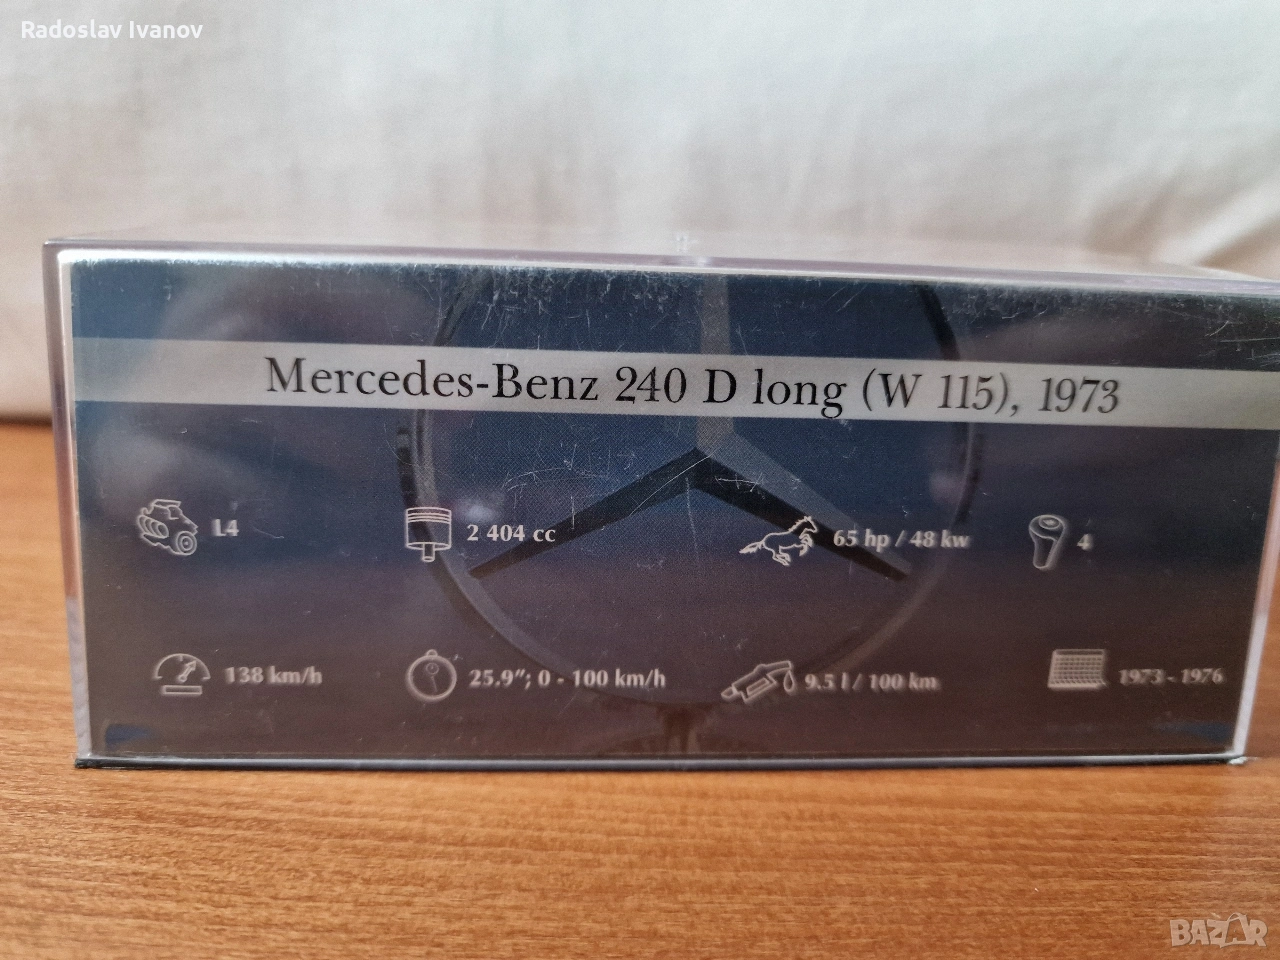 Radoslav Ivanov
Mercedes-Benz 240 D long (W 115), 1973
L4
2 404 cc
65 hp / 48 kw
4
138 km/h
25.9"; 0 - 100 km/h
9.5 l / 100 km
1973 - 1976
BAZAR